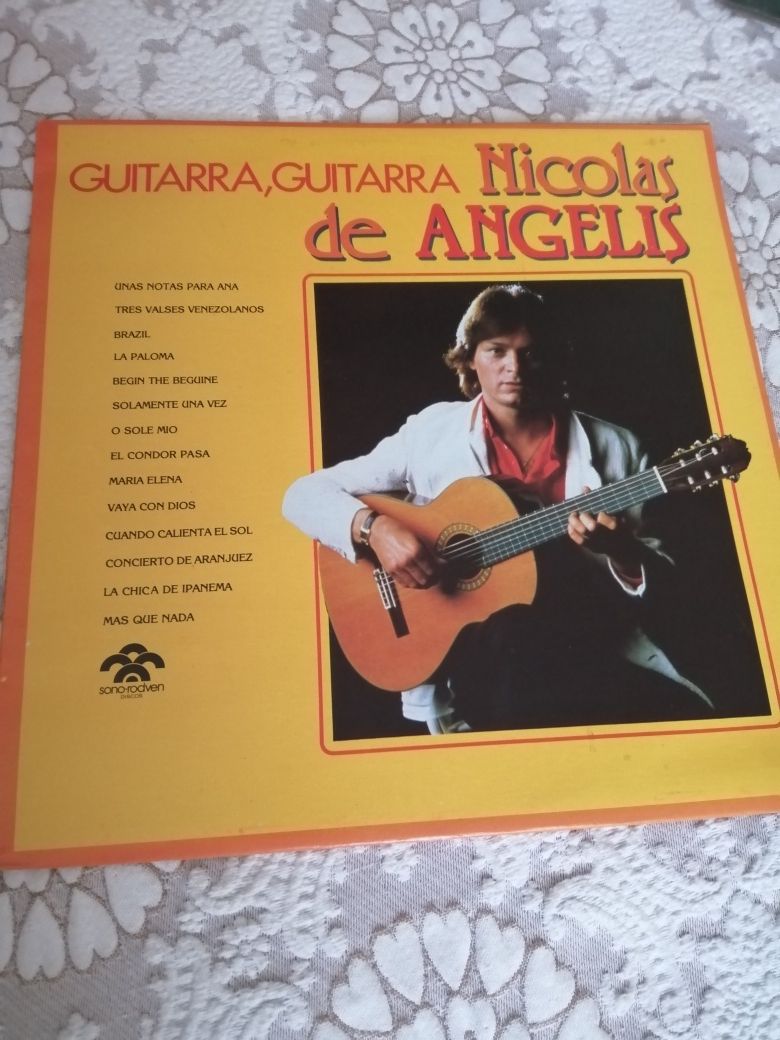 GUITARRA, GUITARRA Nicolas
de ANGELIS
UNAS NOTAS PARA ANA
TRES VALSES VENEZOLANOS
BRAZIL
LA PALOMA
BEGIN THE BEGUINE
SOLAMENTE UNA VEZ
O SOLE MIO
EL CONDOR PASA
MARIA ELENA
VAYA CON DIOS
CUANDO CALIENTA EL SOL
CONCIERTO DE ARANJUEZ
LA CHICA DE IPANEMA
MAS QUE NADA
sono-rodven
DISCOS